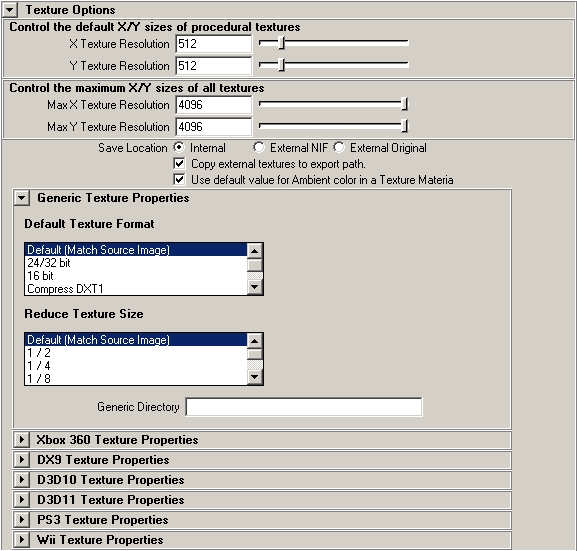 Texture Options
Control the default X/Y sizes of procedural textures
X Texture Resolution 512
Y Texture Resolution 512
Control the maximum X/Y sizes of all textures
Max X Texture Resolution 4096
Max Y Texture Resolution 4096
Save Location Internal External NIF External Original
Copy external textures to export path.
Use default value for Ambient color in a Texture Materia
Generic Texture Properties
Default Texture Format
Default (Match Source Image)
24/32 bit
16 bit
Compress DXT1
Reduce Texture Size
Default (Match Source Image)
1 / 2
1 / 4
1 / 8
Generic Directory
Xbox 360 Texture Properties
DX9 Texture Properties
D3D10 Texture Properties
D3D11 Texture Properties
PS3 Texture Properties
Wii Texture Properties